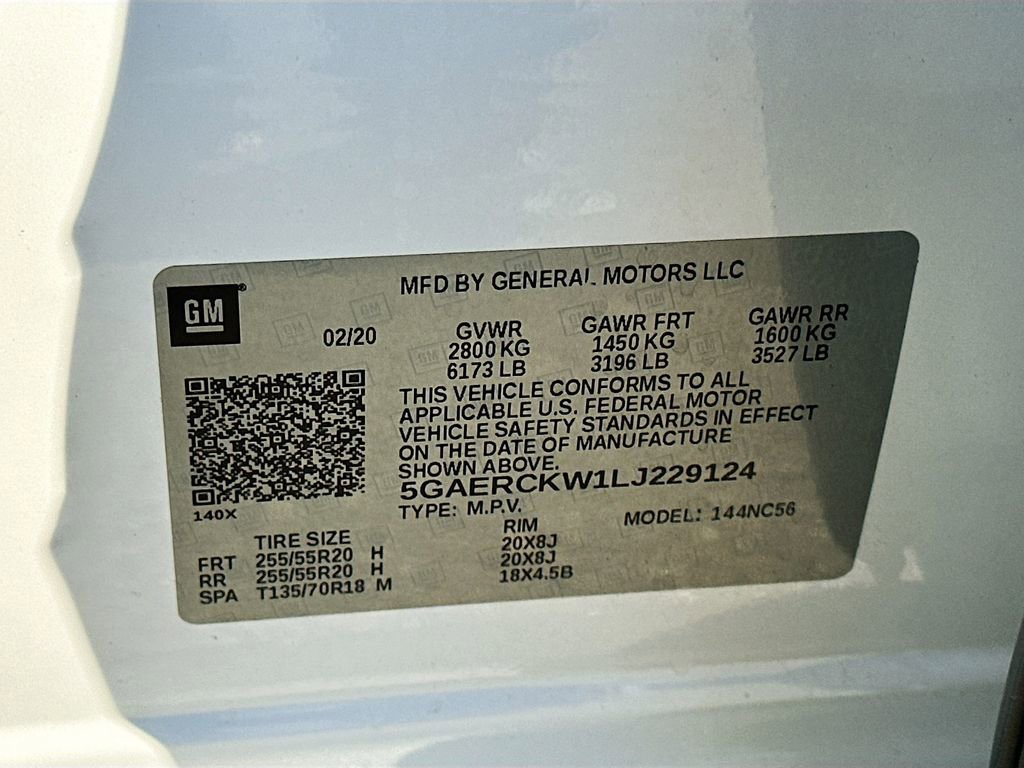 MFD BY GENERAL MOTORS LLC
GM®
02/20
GVWR GAWR FRT GAWR RR
2800 KG 1450 KG 1600 KG
6173 LB 3196 LB 3527 LB
THIS VEHICLE CONFORMS TO ALL
APPLICABLE U.S. FEDERAL MOTOR
VEHICLE SAFETY STANDARDS IN EFFECT
ON THE DATE OF MANUFACTURE
SHOWN ABOVE.
5GAERCKW1LJ229124
140X
TYPE: M.P.V. MODEL: 144NC56
TIRE SIZE RIM
FRT 255/55R20 H 20X8J
RR 255/55R20 H 20X8J
SPA T135/70R18 M 18X4.5B